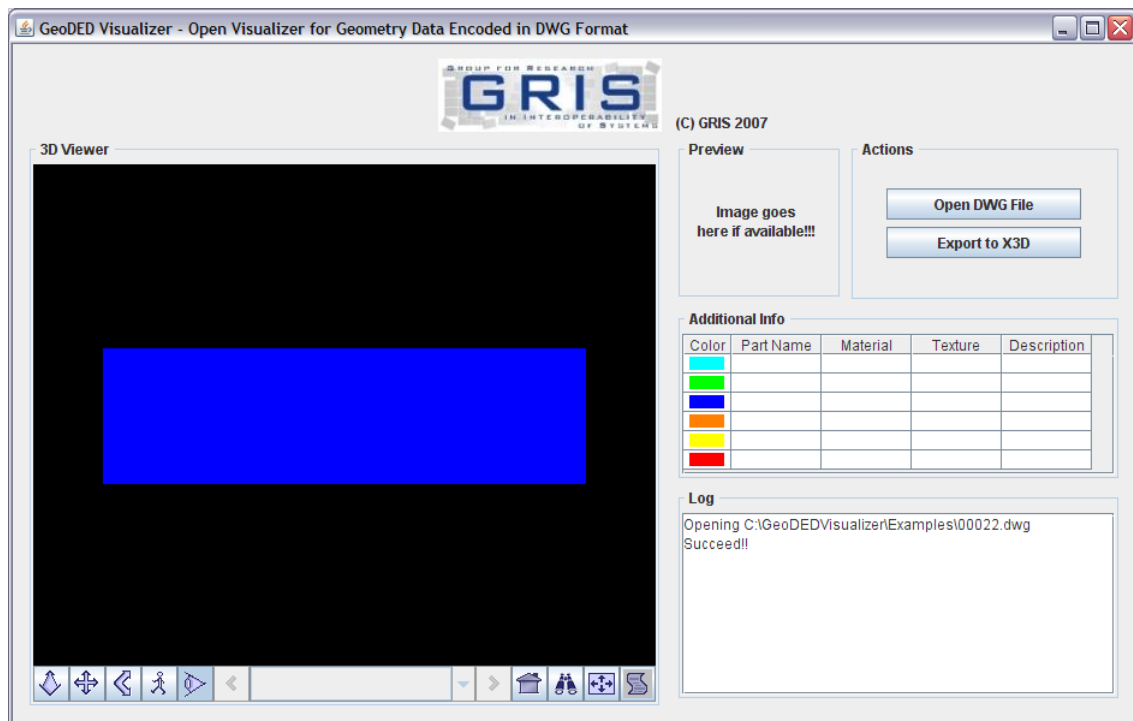 GeoDED Visualizer - Open Visualizer for Geometry Data Encoded in DWG Format
GROUP FOR RESEARCH
GRIS
IN INTEROPERABILITY
OF SYSTEMS
(C) GRIS 2007
3D Viewer
Preview
Image goes
here if available!!!
Actions
Open DWG File
Export to X3D
Additional Info
Color Part Name Material Texture Description
Log
Opening C:\GeoDEDVisualizer\Examples\00022.dwg
Succeed!!